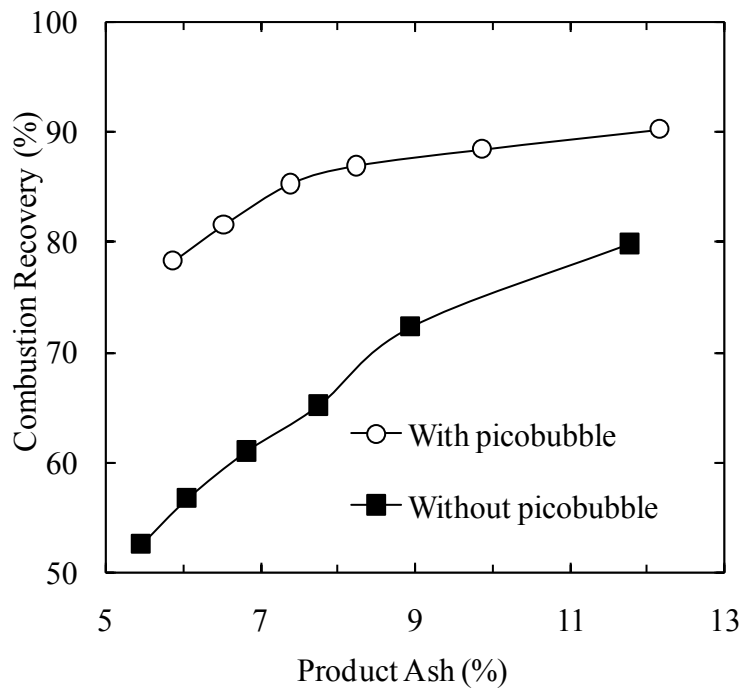 100
90
80
70
60
50
Combustion Recovery (%)
With picobubble
Without picobubble
5
7
9
11
13
Product Ash (%)